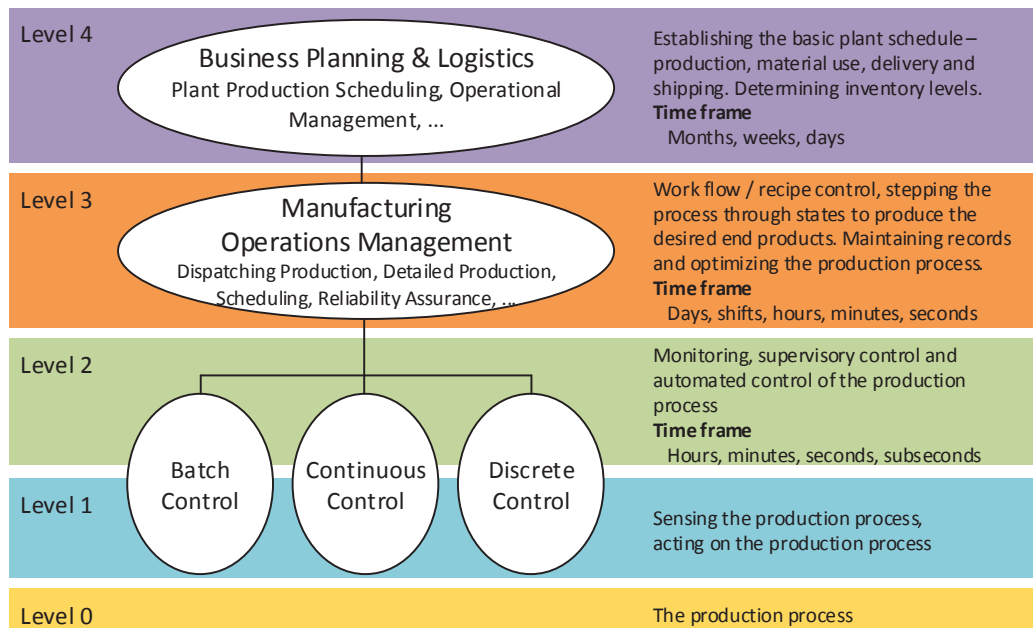 Level 4
Business Planning & Logistics
Plant Production Scheduling, Operational
Management, ...
Establishing the basic plant schedule –
production, material use, delivery and
shipping. Determining inventory levels.
Time frame
Months, weeks, days
Level 3
Manufacturing
Operations Management
Dispatching Production, Detailed Production,
Scheduling, Reliability Assurance, ...
Work flow / recipe control, stepping the
process through states to produce the
desired end products. Maintaining records
and optimizing the production process.
Time frame
Days, shifts, hours, minutes, seconds
Level 2
Monitoring, supervisory control and
automated control of the production
process
Time frame
Hours, minutes, seconds, subseconds
Batch
Control
Continuous
Control
Discrete
Control
Level 1
Sensing the production process,
acting on the production process
Level 0
The production process